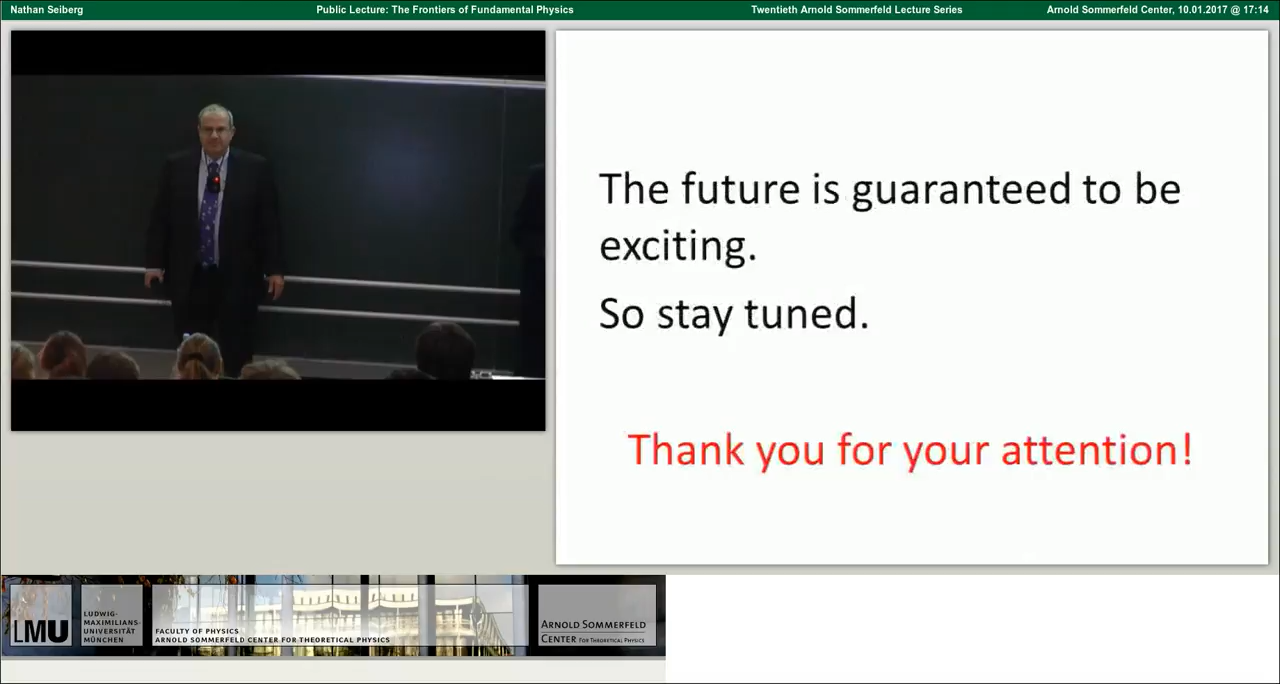 Nathan Seiberg
Public Lecture: The Frontiers of Fundamental Physics
Twentieth Arnold Sommerfeld Lecture Series
Arnold Sommerfeld Center, 10.01.2017 @ 17:14
The future is guaranteed to be
exciting.
So stay tuned.
Thank you for your attention!
LMU
LUDWIG-
MAXIMILIANS-
UNIVERSITÄT
MÜNCHEN
FACULTY OF PHYSICS
ARNOLD SOMMERFELD CENTER FOR THEORETICAL PHYSICS
ARNOLD SOMMERFELD
CENTER FOR THEORETICAL PHYSICS